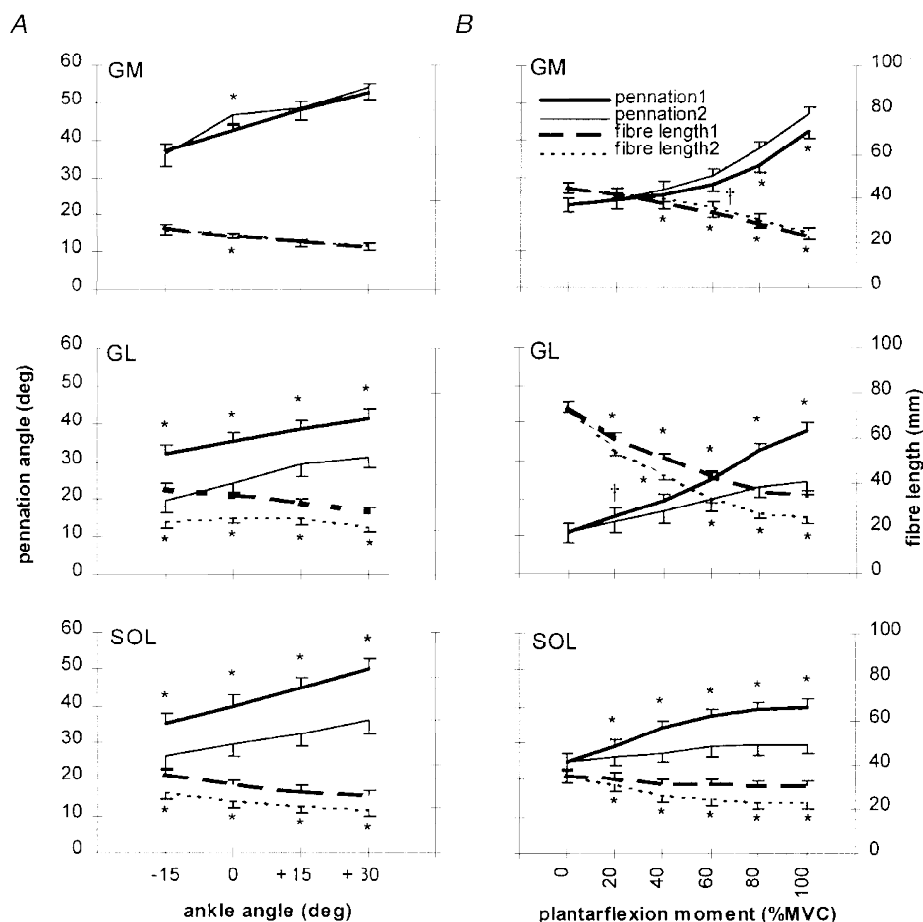 A
B
60
50
40
30
20
10
0
GM
GM
pennation1
pennation2
fibre length1
fibre length2
100
80
60
40
20
0
*
*
†
*
*
*
*
*
*
pennation angle (deg)
60
50
40
30
20
10
0
GL
* * * *
* * * *
GL
* * * * *
†
* * * *
100
80
60
40
20
0
fibre length (mm)
60
50
40
30
20
10
0
SOL
* * * *
* * * *
SOL
* * * * *
* * * * *
100
80
60
40
20
0
-15 0 + 15 + 30
ankle angle (deg)
0 20 40 60 80 100
plantarflexion moment (%MVC)